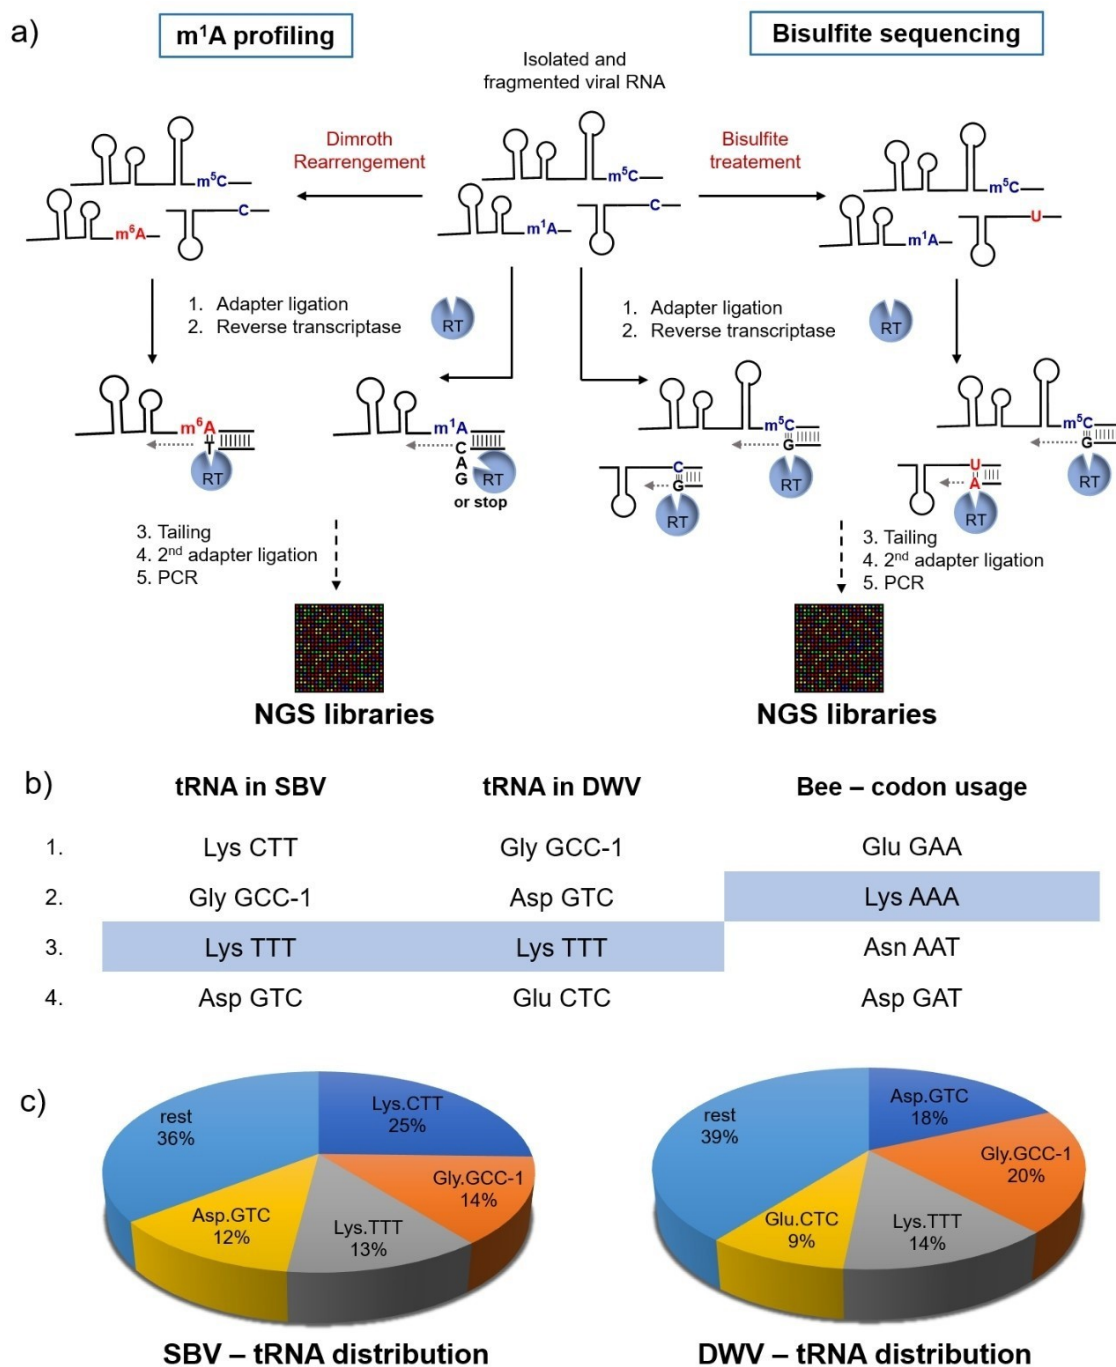 a)
m¹A profiling
Bisulfite sequencing
Isolated and
fragmented viral RNA
Dimroth
Rearrengement
Bisulfite
treatement
m⁵C
C
m⁶A
m⁵C
C
m¹A
m⁵C
U
m¹A
1. Adapter ligation
2. Reverse transcriptase
RT
1. Adapter ligation
2. Reverse transcriptase
RT
m⁶A
T
RT
m¹A
C
A
G
RT
or stop
m⁵C
G
RT
C
G
RT
m⁵C
G
RT
U
A
RT
3. Tailing
4. 2nd adapter ligation
5. PCR
3. Tailing
4. 2nd adapter ligation
5. PCR
NGS libraries
NGS libraries
b)
tRNA in SBV tRNA in DWV Bee – codon usage
1. Lys CTT Gly GCC-1 Glu GAA
2. Gly GCC-1 Asp GTC Lys AAA
3. Lys TTT Lys TTT Asn AAT
4. Asp GTC Glu CTC Asp GAT
c)
rest
36%
Lys.CTT
25%
Gly.GCC-1
14%
Lys.TTT
13%
Asp.GTC
12%
SBV – tRNA distribution
rest
39%
Asp.GTC
18%
Gly.GCC-1
20%
Lys.TTT
14%
Glu.CTC
9%
DWV – tRNA distribution